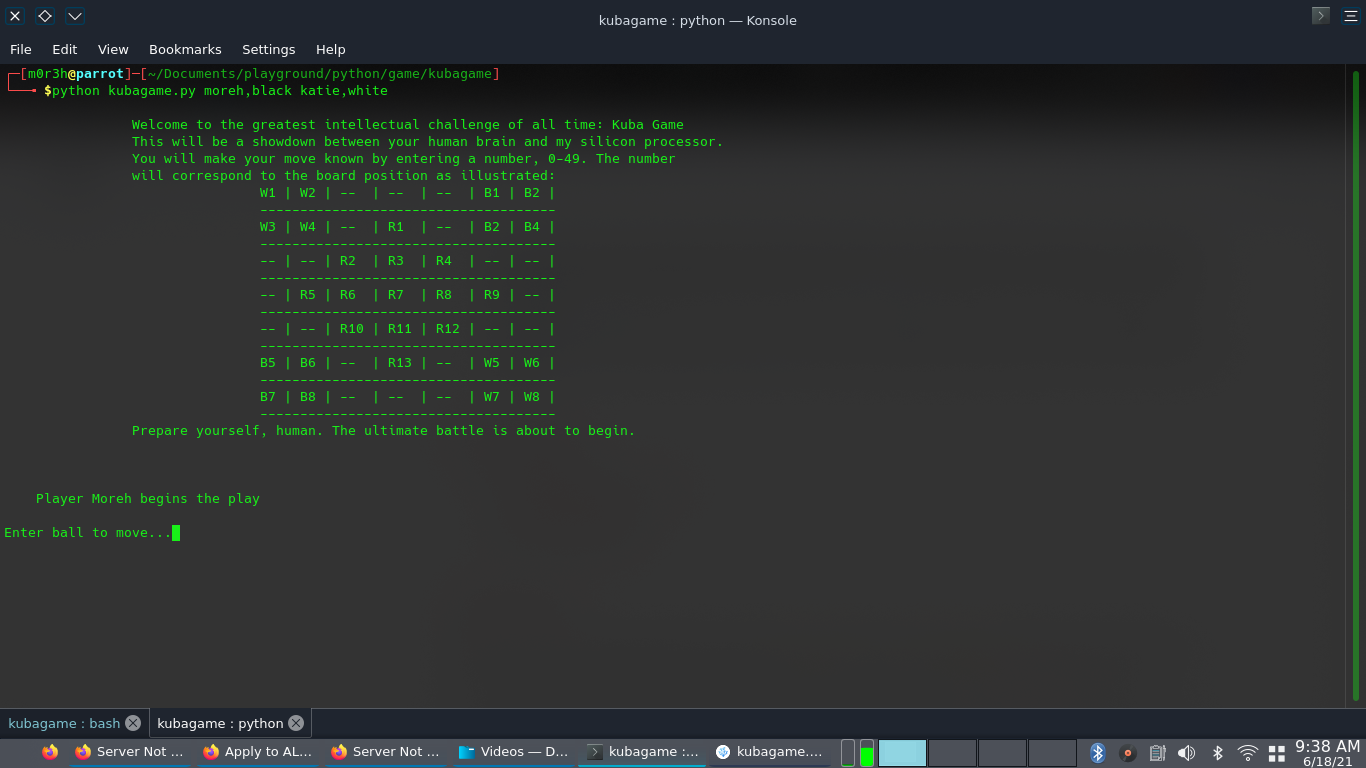 kubagame : python — Konsole
File Edit View Bookmarks Settings Help
[m0r3h@parrot]─[~/Documents/playground/python/game/kubagame]
$python kubagame.py moreh,black katie,white
Welcome to the greatest intellectual challenge of all time: Kuba Game
This will be a showdown between your human brain and my silicon processor.
You will make your move known by entering a number, 0-49. The number
will correspond to the board position as illustrated:
W1 | W2 | -- | -- | -- | B1 | B2 |
-------------------------------------
W3 | W4 | -- | R1 | -- | B2 | B4 |
-------------------------------------
-- | -- | R2 | R3 | R4 | -- | -- |
-------------------------------------
-- | R5 | R6 | R7 | R8 | R9 | -- |
-------------------------------------
-- | -- | R10 | R11 | R12 | -- | -- |
-------------------------------------
B5 | B6 | -- | R13 | -- | W5 | W6 |
-------------------------------------
B7 | B8 | -- | -- | -- | W7 | W8 |
-------------------------------------
Prepare yourself, human. The ultimate battle is about to begin.
Player Moreh begins the play
Enter ball to move...
kubagame : bash kubagame : python
Server Not ... Apply to AL... Server Not ... Videos — D... kubagame :... kubagame.... 9:38 AM
6/18/21